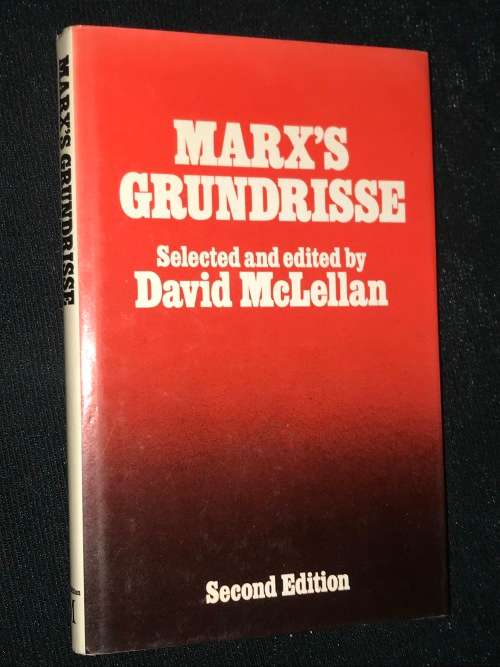 MARX'S
GRUNDRISSE
Selected and edited by
David McLellan
Second Edition
MARX'S GRUNDRISSE